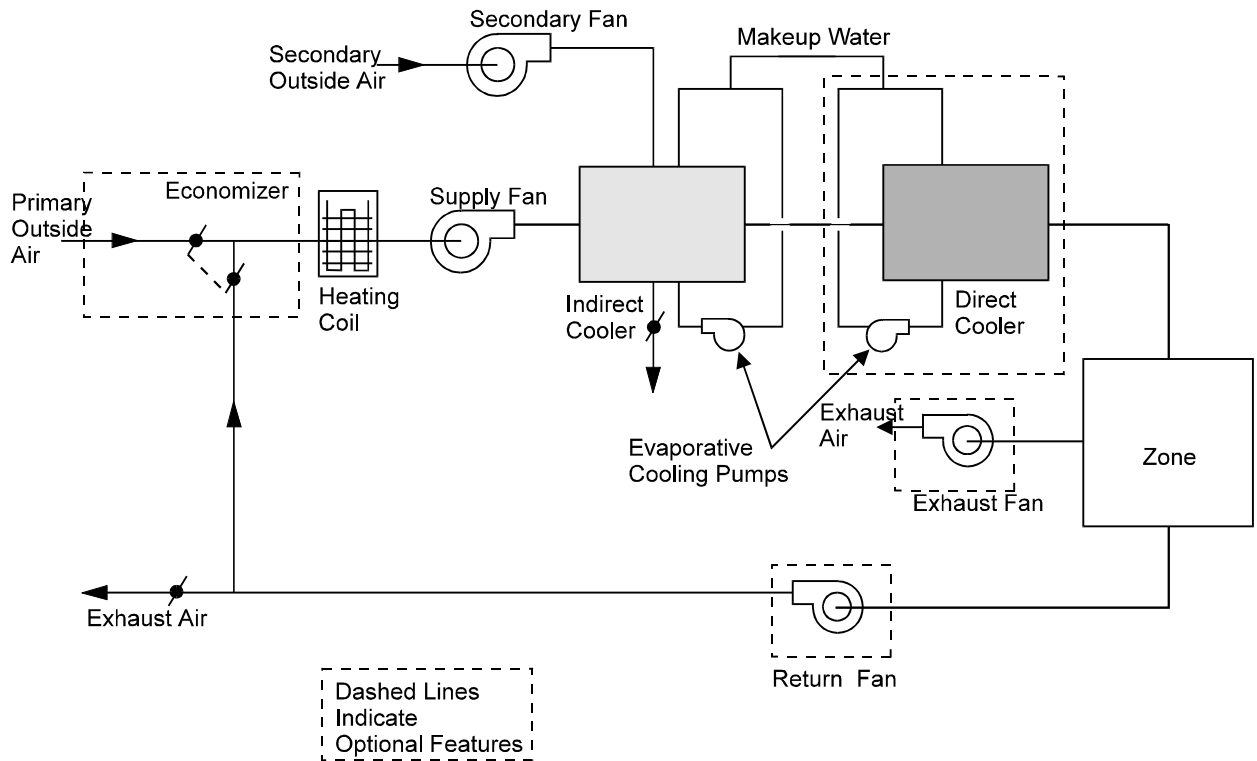 Secondary Fan
Secondary
Outside Air
Makeup Water
Economizer
Supply Fan
Primary
Outside
Air
Heating
Coil
Indirect
Cooler
Direct
Cooler
Exhaust
Air
Evaporative
Cooling Pumps
Zone
Exhaust Fan
Exhaust Air
Return Fan
Dashed Lines
Indicate
Optional Features